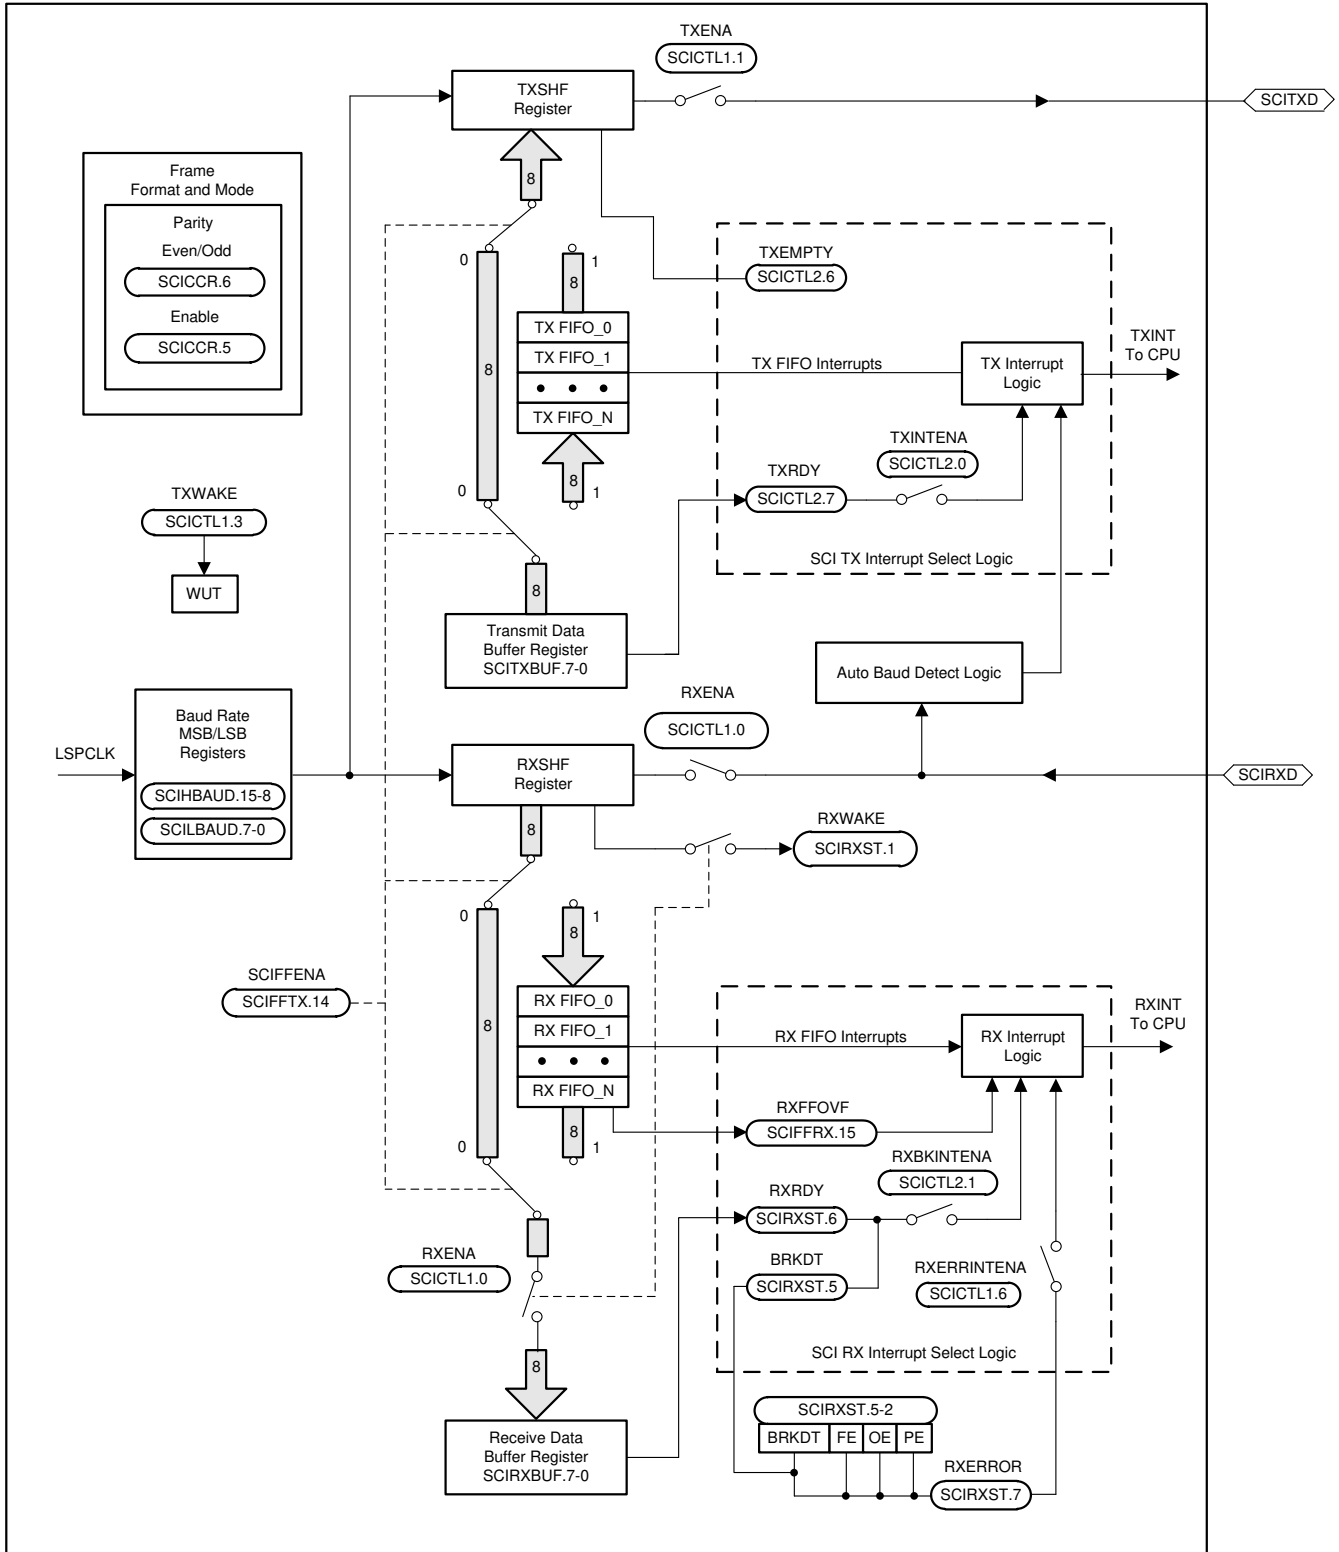 TXENA
SCICTL1.1
TXSHF
Register
SCITXD
Frame
Format and Mode
Parity
Even/Odd
SCICCR.6
Enable
SCICCR.5
8
0
1
8
8
TX FIFO_0
TX FIFO_1
• • •
TX FIFO_N
8
0
1
TXEMPTY
SCICTL2.6
TX FIFO Interrupts
TX Interrupt
Logic
TXINT
To CPU
TXINTENA
SCICTL2.0
TXRDY
SCICTL2.7
SCI TX Interrupt Select Logic
TXWAKE
SCICTL1.3
WUT
8
Transmit Data
Buffer Register
SCITXBUF.7-0
Auto Baud Detect Logic
RXENA
SCICTL1.0
LSPCLK
Baud Rate
MSB/LSB
Registers
SCIHBAUD.15-8
SCILBAUD.7-0
RXSHF
Register
SCIRXD
8
RXWAKE
SCIRXST.1
0
1
8
SCIFFENA
SCIFFTX.14
8
RX FIFO_0
RX FIFO_1
• • •
RX FIFO_N
8
0
1
RX FIFO Interrupts
RX Interrupt
Logic
RXINT
To CPU
RXFFOVF
SCIFFRX.15
RXBKINTENA
SCICTL2.1
RXRDY
SCIRXST.6
BRKDT
SCIRXST.5
RXERRINTENA
SCICTL1.6
SCI RX Interrupt Select Logic
RXENA
SCICTL1.0
8
Receive Data
Buffer Register
SCIRXBUF.7-0
SCIRXST.5-2
BRKDT FE OE PE
RXERROR
SCIRXST.7